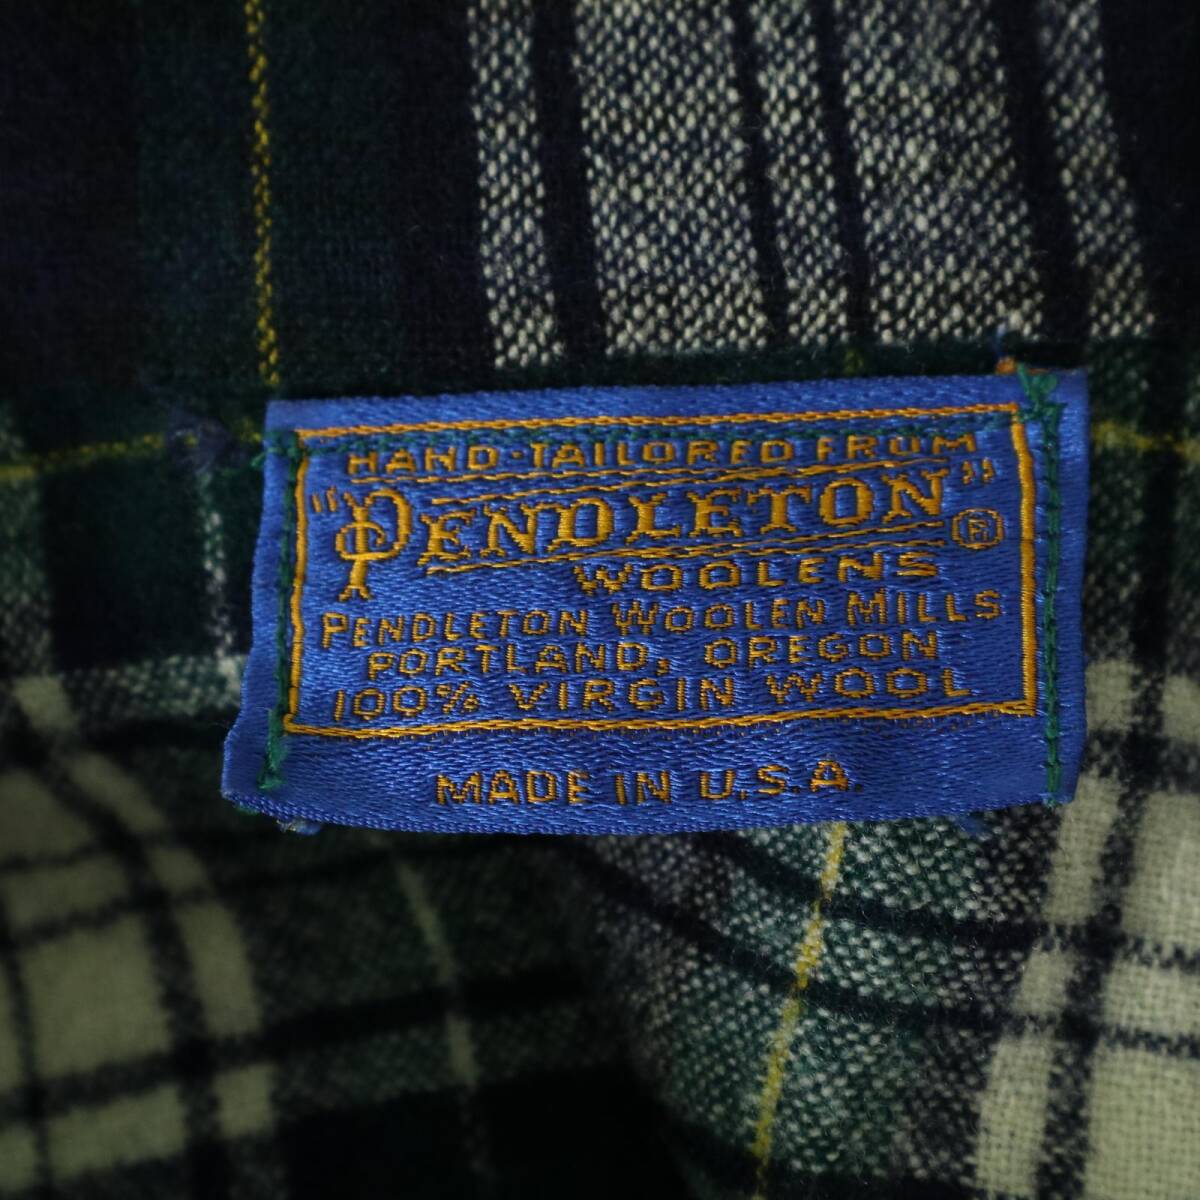 HAND-TAILORED FROM
"PENDLETON" ®
WOOLENS
PENDLETON WOOLEN MILLS
PORTLAND, OREGON
100% VIRGIN WOOL
MADE IN U.S.A.